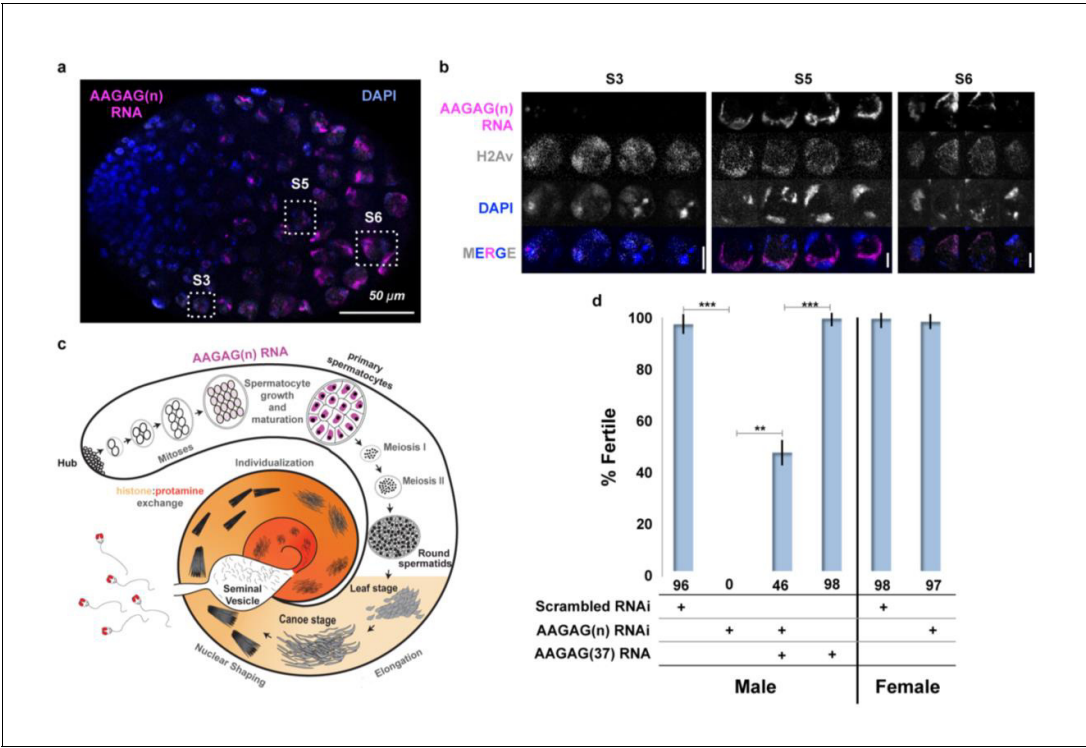 a
AAGAG(n)
RNA
DAPI
S5
S6
S3
50 µm
b
S3
S5
S6
AAGAG(n)
RNA
H2Av
DAPI
MERGE
c
AAGAG(n) RNA
primary
spermatocytes
Spermatocyte
growth
and
maturation
Mitoses
Hub
Meiosis I
Meiosis II
Individualization
histone:protamine
exchange
Round
spermatids
Seminal
Vesicle
Leaf stage
Canoe stage
Nuclear Shaping
Elongation
d
% Fertile
100
80
60
40
20
0
***
***
**
96 0 46 98 98 97
Scrambled RNAi + +
AAGAG(n) RNAi + + +
AAGAG(37) RNA + +
Male Female